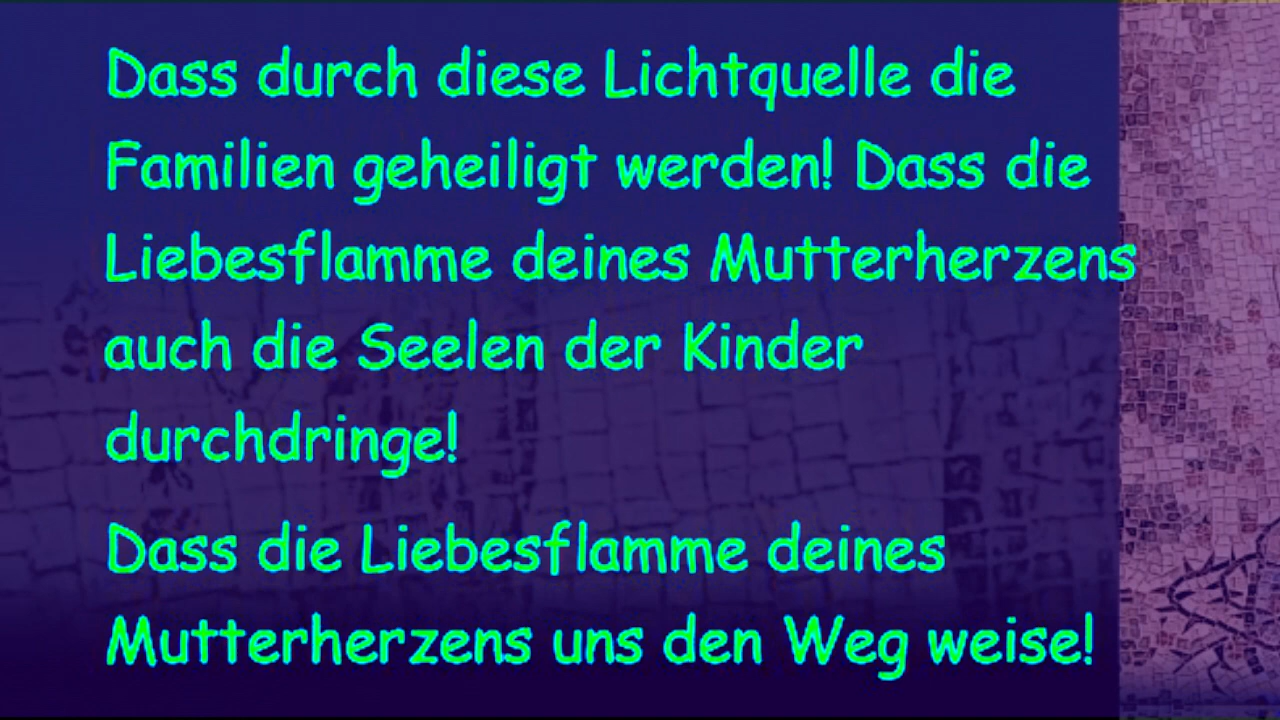 Dass durch diese Lichtquelle die
Familien geheiligt werden! Dass die
Liebesflamme deines Mutterherzens
auch die Seelen der Kinder
durchdringe!
Dass die Liebesflamme deines
Mutterherzens uns den Weg weise!